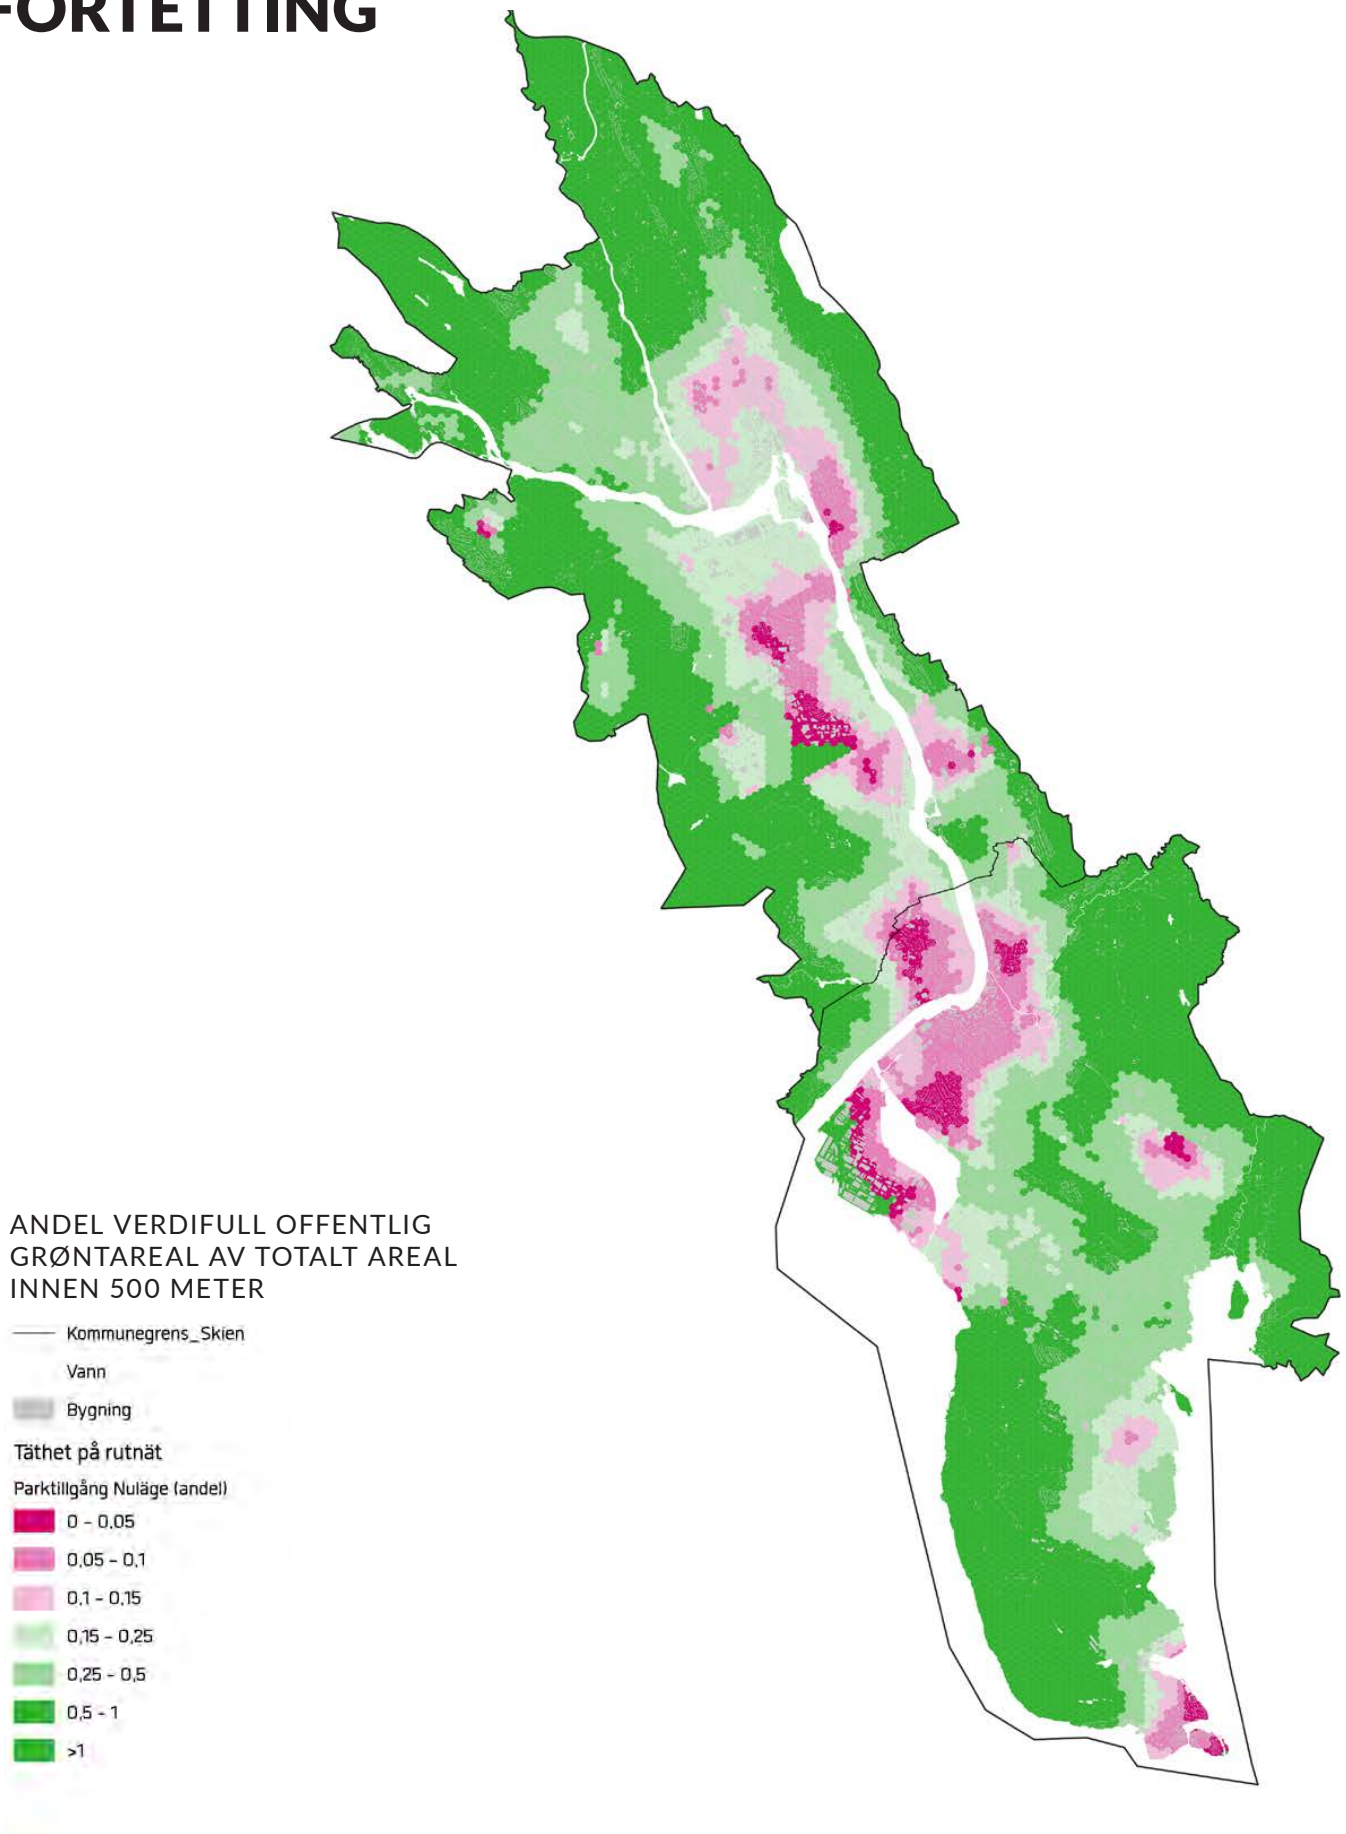 FORTETTING
ANDEL VERDIFULL OFFENTLIG
GRØNTAREAL AV TOTALT AREAL
INNEN 500 METER
Kommunegrens_Skien
Vann
Bygning
Täthet på rutnät
Parktillgång Nuläge (andel)
0 - 0.05
0,05 - 0,1
0.1 - 0.15
0,15 - 0,25
0,25 - 0,5
0,5 - 1
>1